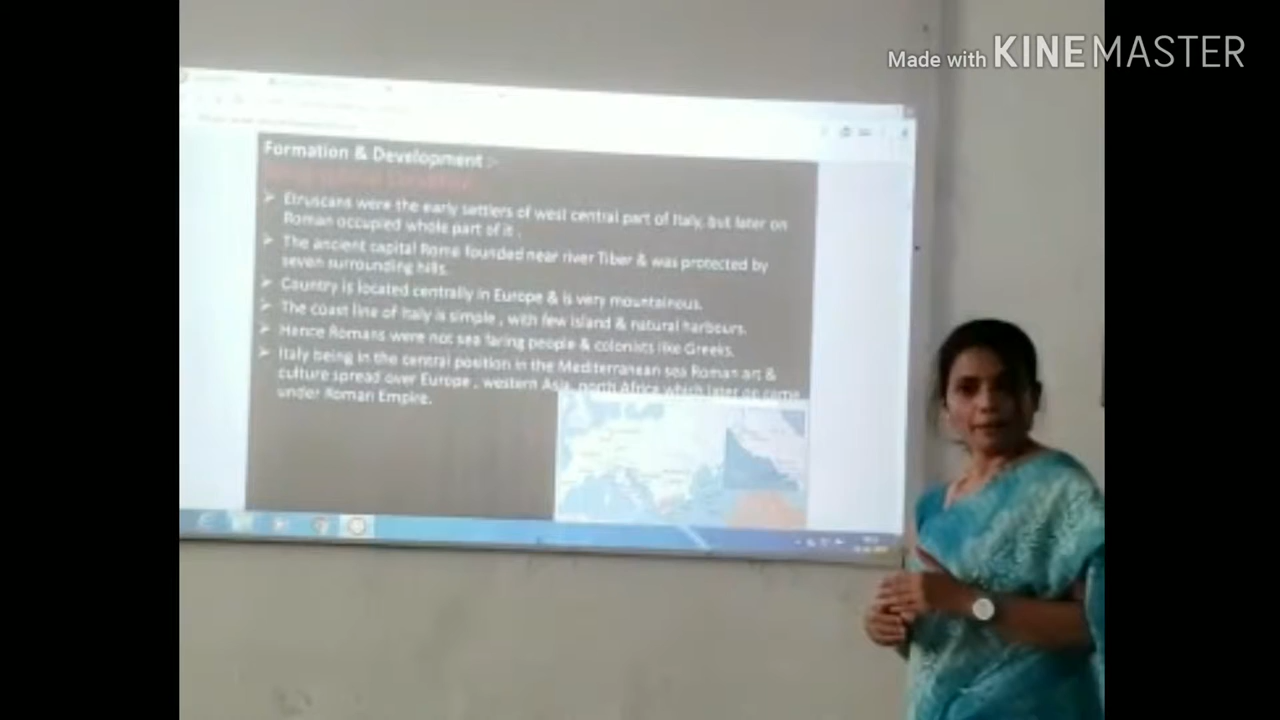 Made with KINEMASTER
Formation & Development :-
➢ Etruscans were the early settlers of west central part of Italy, but later on
Roman occupied whole part of it .
➢ The ancient capital Rome founded near river Tiber & was protected by
seven surrounding hills.
➢ Country is located centrally in Europe & is very mountainous.
➢ The coast line of Italy is simple , with few island & natural harbours.
➢ Hence Romans were not sea faring people & colonists like Greeks.
➢ Italy being in the central position in the Mediterranean sea Roman art &
culture spread over Europe , western Asia, north Africa which later on came
under Roman Empire.